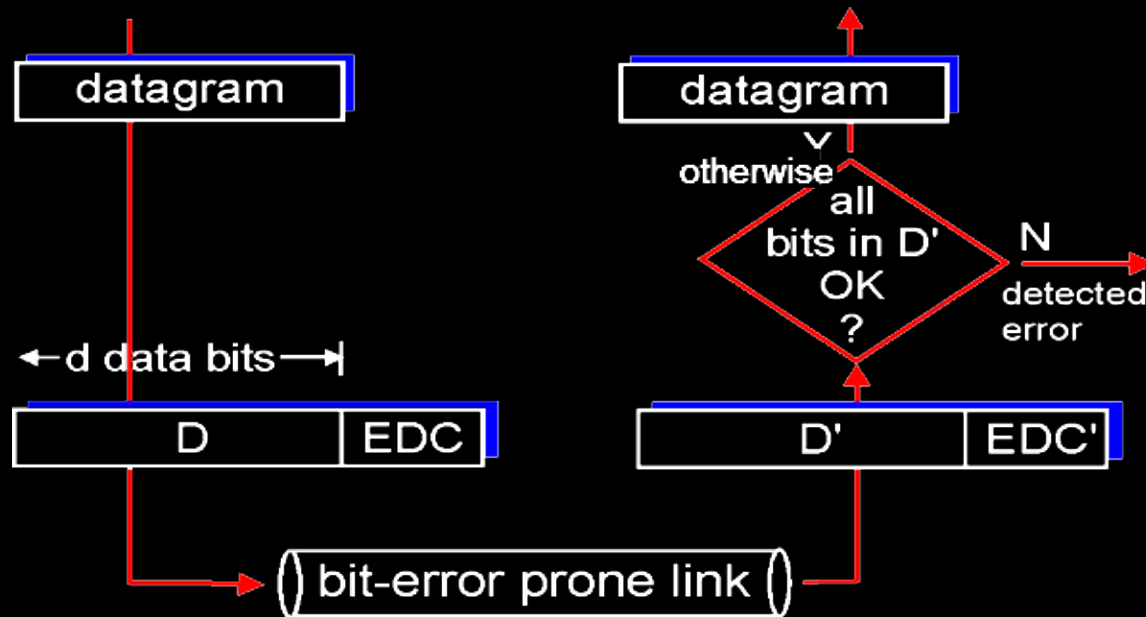 datagram
d data bits
D
EDC
bit-error prone link
datagram
Y
otherwise
all
bits in D'
OK
?
N
detected
error
D'
EDC'